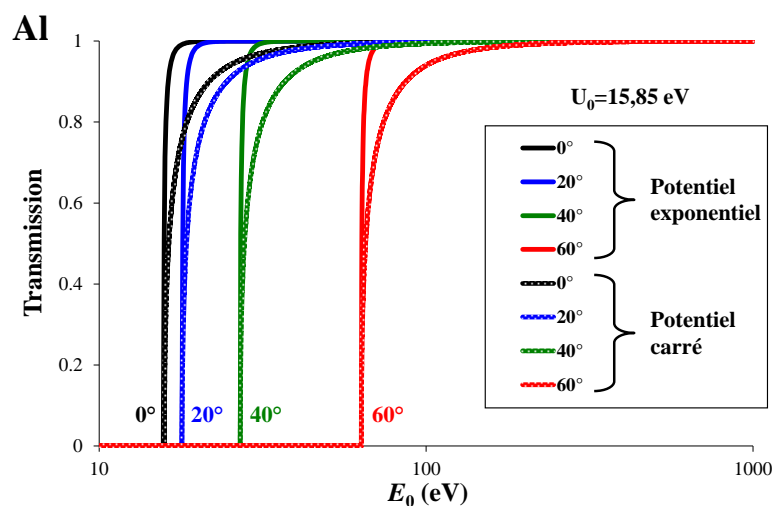 Al
Transmission
1
0.8
0.6
0.4
0.2
0
10
100
1000
E₀ (eV)
0°
20°
40°
60°
U₀=15,85 eV
0°
20°
40°
60°
Potentiel
exponentiel
0°
20°
40°
60°
Potentiel
carré